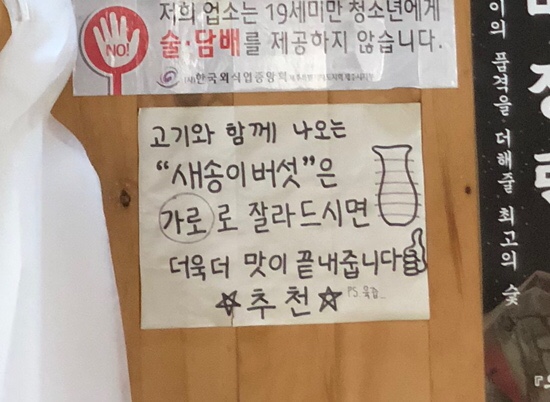 저희 업소는 19세미만 청소년에게
술·담배를 제공하지 않습니다.
NO!
(사)한국외식업중앙회
고기와 함께 나오는
"새송이버섯"은
가로로 잘라드시면
더욱더 맛이 끝내줍니다
☆추천☆
P.S. 육즙..
이의 품격을 더해줄 최고의 숯